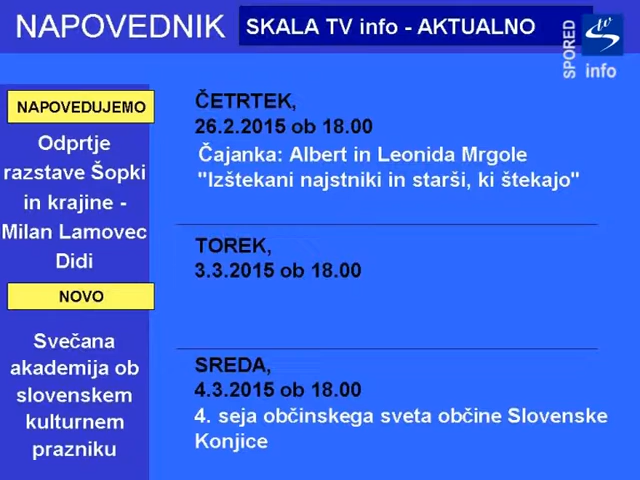 NAPOVEDNIK
SKALA TV info - AKTUALNO
SPORED
tv
S
info
NAPOVEDUJEMO
Odprtje
razstave Šopki
in krajine -
Milan Lamovec
Didi
NOVO
Svečana
akademija ob
slovenskem
kulturnem
prazniku
ČETRTEK,
26.2.2015 ob 18.00
Čajanka: Albert in Leonida Mrgole
"Izštekani najstniki in starši, ki štekajo"
TOREK,
3.3.2015 ob 18.00
SREDA,
4.3.2015 ob 18.00
4. seja občinskega sveta občine Slovenske
Konjice